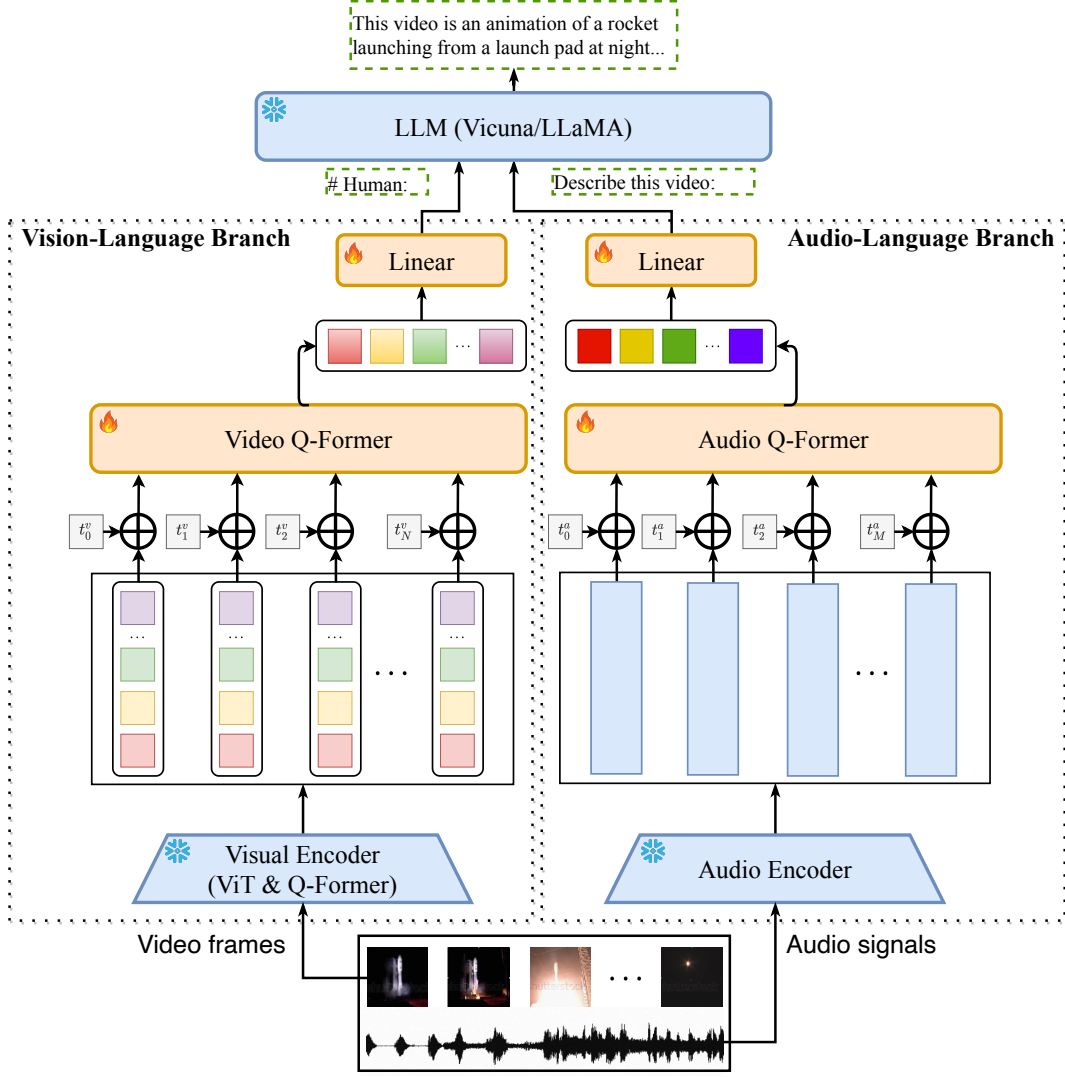 This video is an animation of a rocket
launching from a launch pad at night...
LLM (Vicuna/LLaMA)
# Human:
Describe this video:
Vision-Language Branch
Audio-Language Branch
Linear
Linear
...
...
Video Q-Former
Audio Q-Former
t_0^v
t_1^v
t_2^v
t_N^v
t_0^a
t_1^a
t_2^a
t_M^a
...
...
...
...
...
...
Visual Encoder
(ViT & Q-Former)
Audio Encoder
Video frames
Audio signals
...